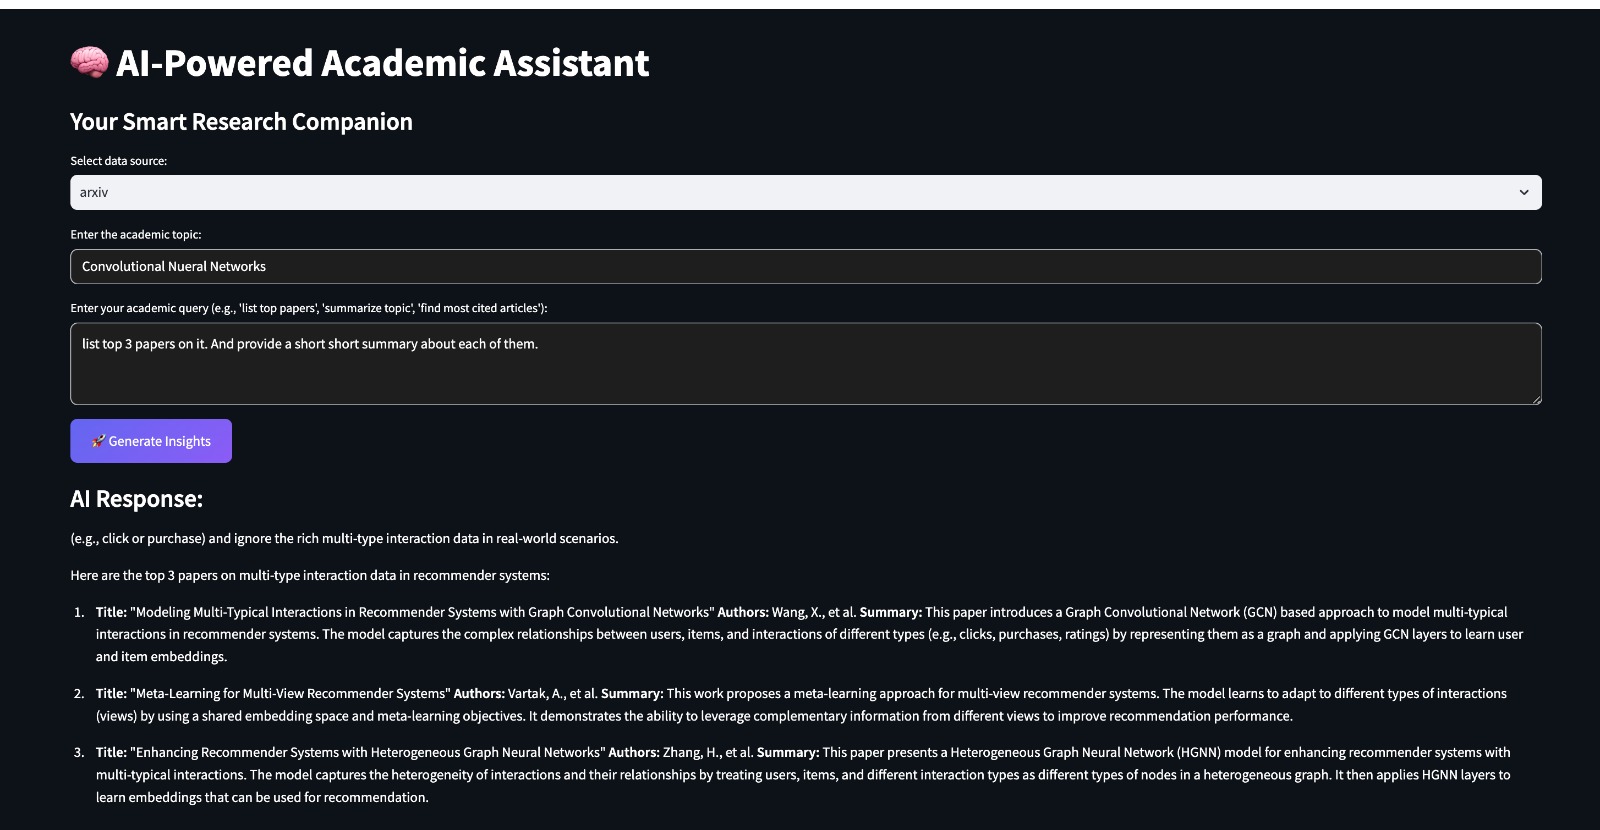 AI-Powered Academic Assistant
Your Smart Research Companion
Select data source:
arxiv
Enter the academic topic:
Convolutional Nueral Networks
Enter your academic query (e.g., 'list top papers', 'summarize topic', 'find most cited articles'):
list top 3 papers on it. And provide a short short summary about each of them.
Generate Insights
AI Response:
(e.g., click or purchase) and ignore the rich multi-type interaction data in real-world scenarios.
Here are the top 3 papers on multi-type interaction data in recommender systems:
1. Title: "Modeling Multi-Typical Interactions in Recommender Systems with Graph Convolutional Networks" Authors: Wang, X., et al. Summary: This paper introduces a Graph Convolutional Network (GCN) based approach to model multi-typical
interactions in recommender systems. The model captures the complex relationships between users, items, and interactions of different types (e.g., clicks, purchases, ratings) by representing them as a graph and applying GCN layers to learn user
and item embeddings.
2. Title: "Meta-Learning for Multi-View Recommender Systems" Authors: Vartak, A., et al. Summary: This work proposes a meta-learning approach for multi-view recommender systems. The model learns to adapt to different types of interactions
(views) by using a shared embedding space and meta-learning objectives. It demonstrates the ability to leverage complementary information from different views to improve recommendation performance.
3. Title: "Enhancing Recommender Systems with Heterogeneous Graph Neural Networks" Authors: Zhang, H., et al. Summary: This paper presents a Heterogeneous Graph Neural Network (HGNN) model for enhancing recommender systems with
multi-typical interactions. The model captures the heterogeneity of interactions and their relationships by treating users, items, and different interaction types as different types of nodes in a heterogeneous graph. It then applies HGNN layers to
learn embeddings that can be used for recommendation.